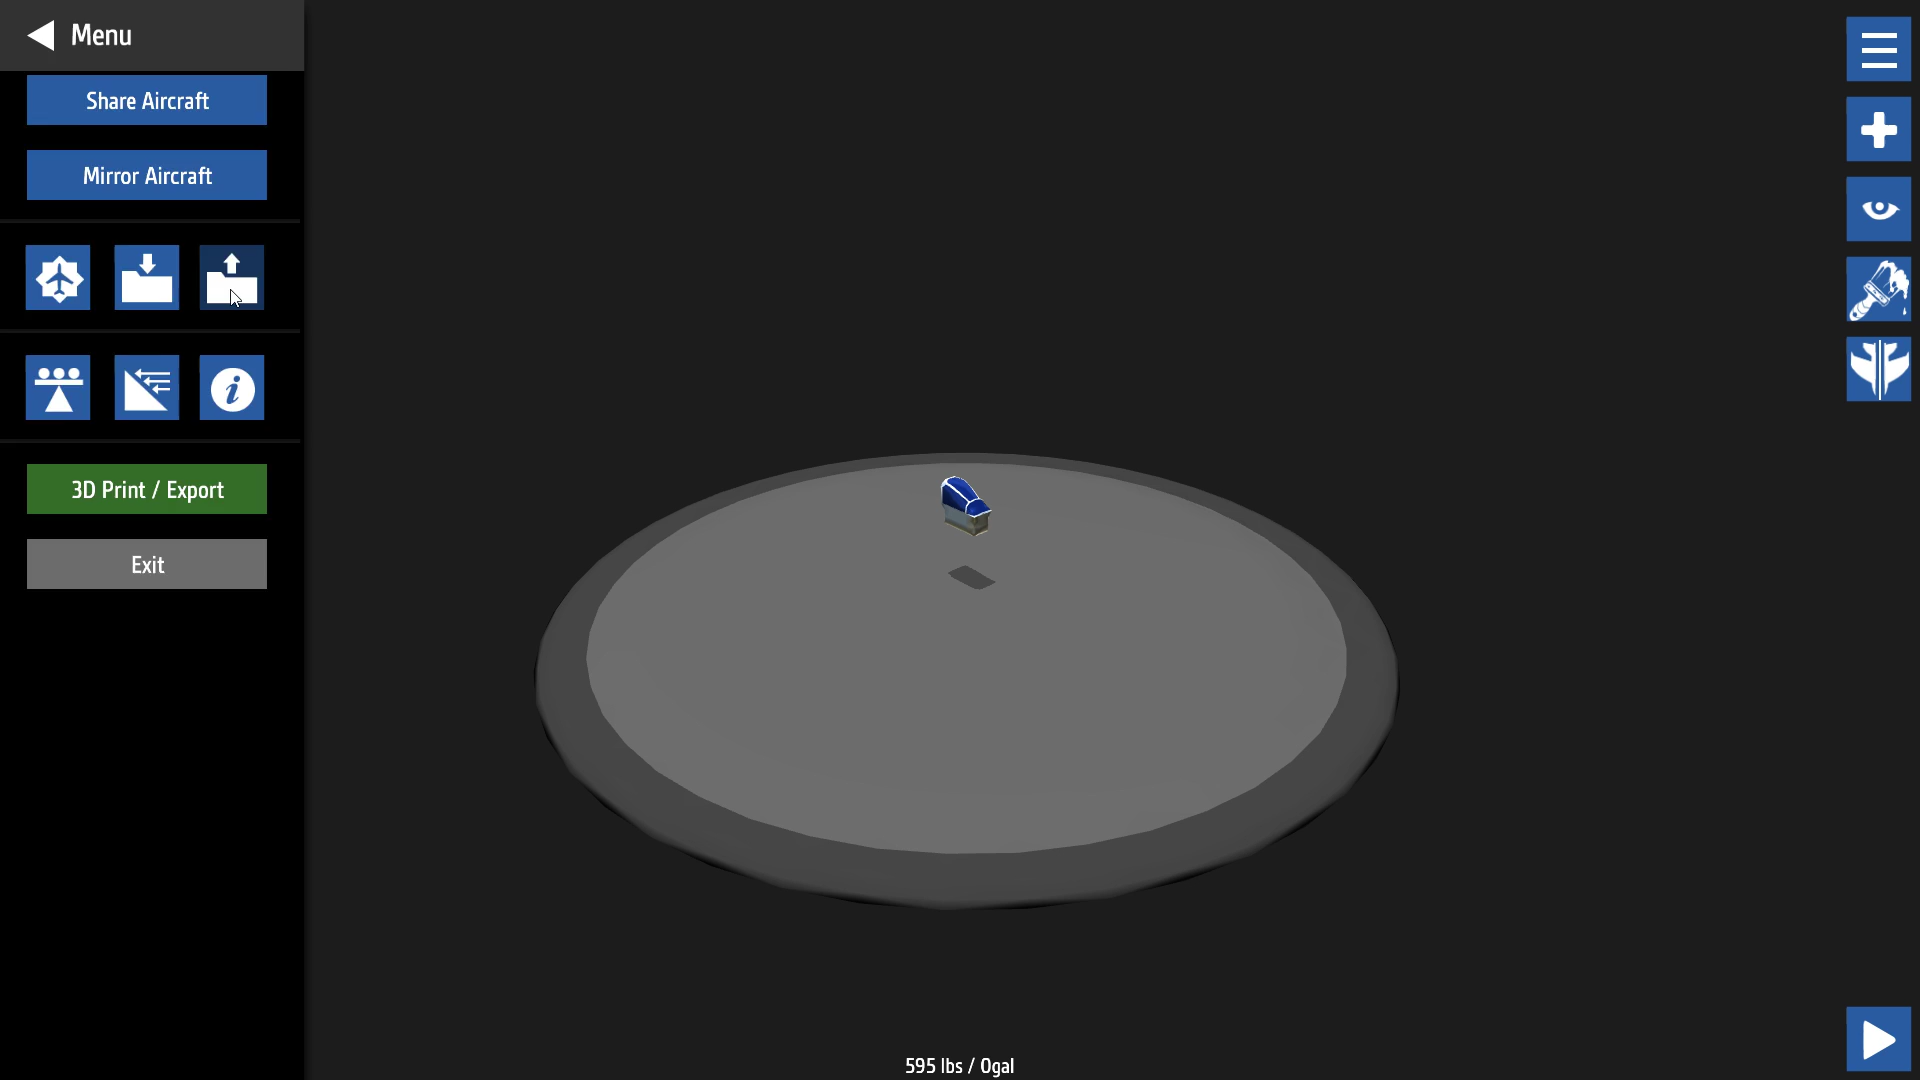 Menu
Share Aircraft
Mirror Aircraft
3D Print / Export
Exit
595 lbs / 0gal